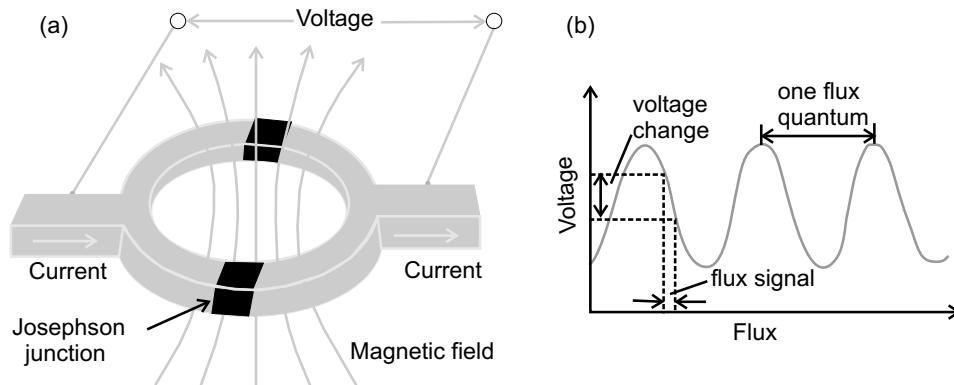 (a)
Voltage
Current
Current
Josephson
junction
Magnetic field
(b)
voltage
change
one flux
quantum
Voltage
flux signal
Flux